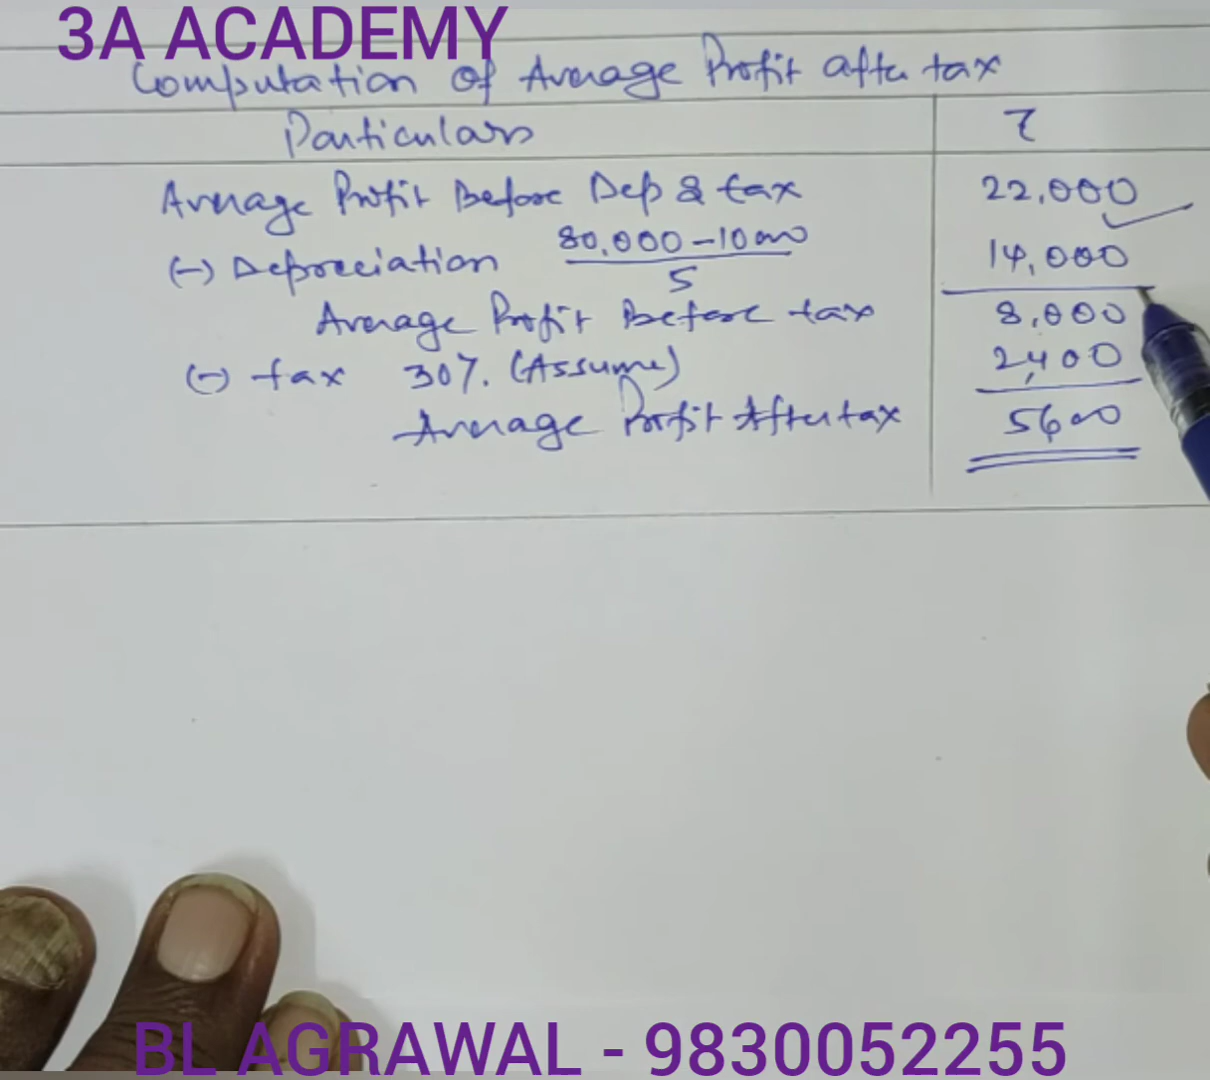 3A ACADEMY
Computation of Average Profit after tax
Particulars ₹
Average Profit Before Dep & tax 22,000
(-) Depreciation 80,000-10000 14,000
5
Average Profit Before tax 8,000
(-) tax 30%. (Assume) 2,400
Average Profit After tax 5600
BL AGRAWAL - 9830052255